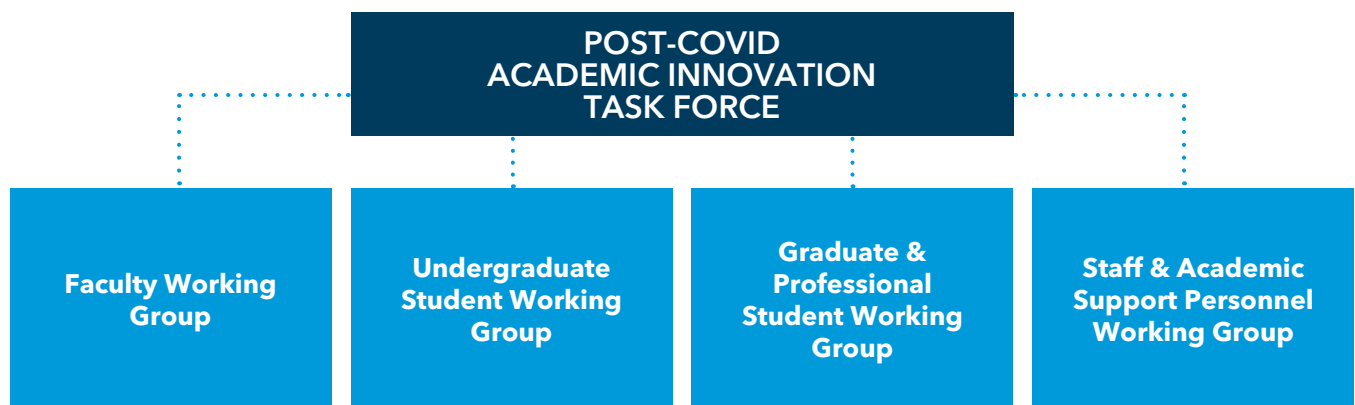 POST-COVID
ACADEMIC INNOVATION
TASK FORCE
Faculty Working
Group
Undergraduate
Student Working
Group
Graduate &
Professional
Student Working
Group
Staff & Academic
Support Personnel
Working Group